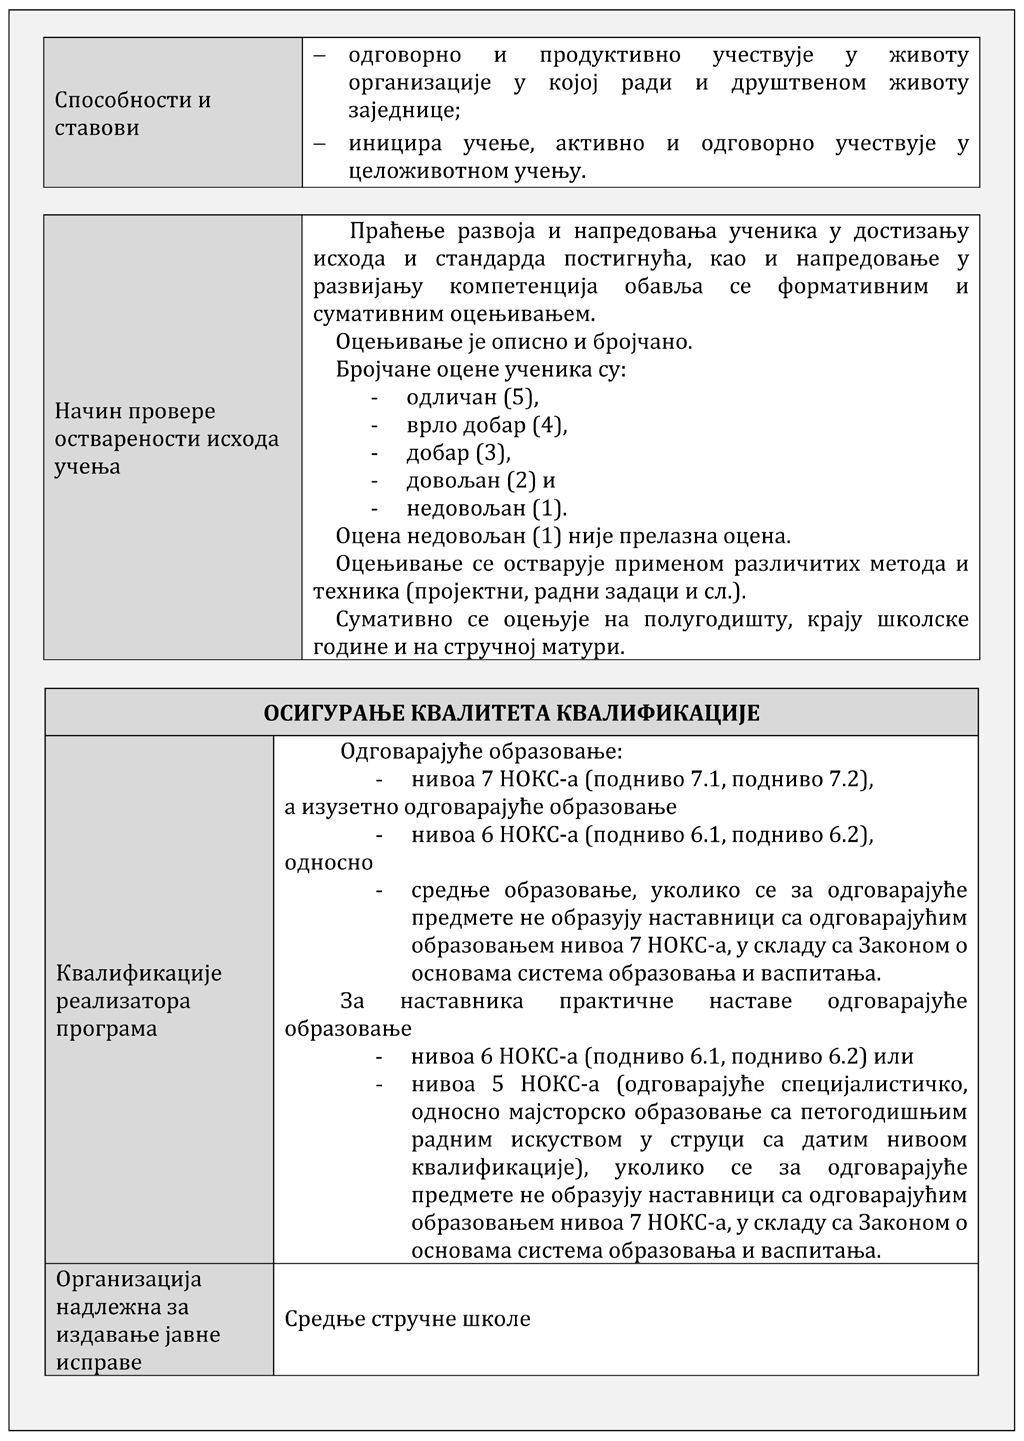 Способности и
ставови
– одговорно и продуктивно учествује у животу
организације у којој ради и друштвеном животу
заједнице;
– иницира учење, активно и одговорно учествује у
целоживотном учењу.
Начин провере
остварености исхода
учења
Праћење развоја и напредовања ученика у достизању
исхода и стандарда постигнућа, као и напредовање у
развијању компетенција обавља се формативним и
сумативним оцењивањем.
Оцењивање је описно и бројчано.
Бројчане оцене ученика су:
- одличан (5),
- врло добар (4),
- добар (3),
- довољан (2) и
- недовољан (1).
Оцена недовољан (1) није прелазна оцена.
Оцењивање се остварује применом различитих метода и
техника (пројектни, радни задаци и сл.).
Сумативно се оцењује на полугодишту, крају школске
године и на стручној матури.
ОСИГУРАЊЕ КВАЛИТЕТА КВАЛИФИКАЦИЈЕ
Квалификације
реализатора
програма
Одговарајуће образовање:
- нивоа 7 НОКС-а (подниво 7.1, подниво 7.2),
а изузетно одговарајуће образовање
- нивоа 6 НОКС-а (подниво 6.1, подниво 6.2),
односно
- средње образовање, уколико се за одговарајуће
предмете не образују наставници са одговарајућим
образовањем нивоа 7 НОКС-а, у складу са Законом о
основама система образовања и васпитања.
За наставника практичне наставе одговарајуће
образовање
- нивоа 6 НОКС-а (подниво 6.1, подниво 6.2) или
- нивоа 5 НОКС-а (одговарајуће специјалистичко,
односно мајсторско образовање са петогодишњим
радним искуством у струци са датим нивоом
квалификације), уколико се за одговарајуће
предмете не образују наставници са одговарајућим
образовањем нивоа 7 НОКС-а, у складу са Законом о
основама система образовања и васпитања.
Организација
надлежна за
издавање јавне
исправе
Средње стручне школе